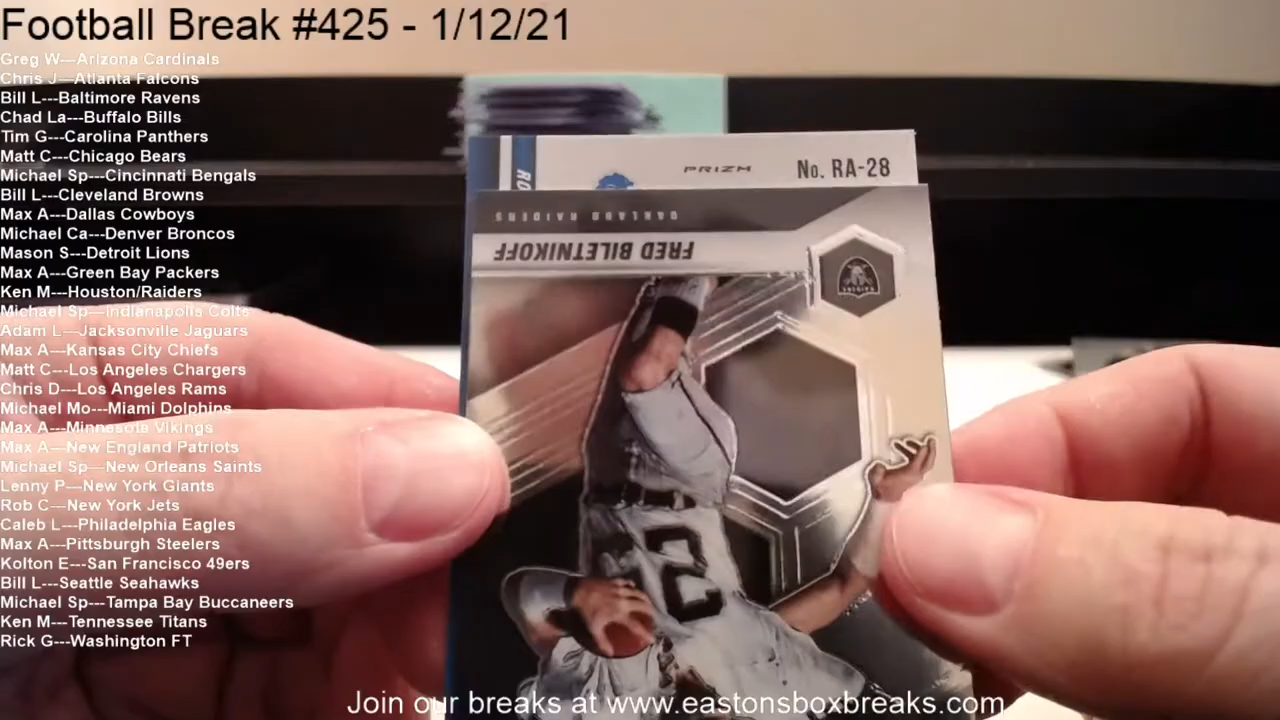 Football Break #425 - 1/12/21
Greg W---Arizona Cardinals
Chris J---Atlanta Falcons
Bill L---Baltimore Ravens
Chad La---Buffalo Bills
Tim G---Carolina Panthers
Matt C---Chicago Bears
Michael Sp---Cincinnati Bengals
Bill L---Cleveland Browns
Max A---Dallas Cowboys
Michael Ca---Denver Broncos
Mason S---Detroit Lions
Max A---Green Bay Packers
Ken M---Houston/Raiders
Michael Sp---Indianapolis Colts
Adam L---Jacksonville Jaguars
Max A---Kansas City Chiefs
Matt C---Los Angeles Chargers
Chris D---Los Angeles Rams
Michael Mo---Miami Dolphins
Max A---Minnesota Vikings
Max A---New England Patriots
Michael Sp---New Orleans Saints
Lenny P---New York Giants
Rob C---New York Jets
Caleb L---Philadelphia Eagles
Max A---Pittsburgh Steelers
Kolton E---San Francisco 49ers
Bill L---Seattle Seahawks
Michael Sp---Tampa Bay Buccaneers
Ken M---Tennessee Titans
Rick G---Washington FT
RO
PRIZM
No. RA-28
OAKLAND RAIDERS
FRED BILETNIKOFF
RAIDERS
25
Join our breaks at www.eastonsboxbreaks.com